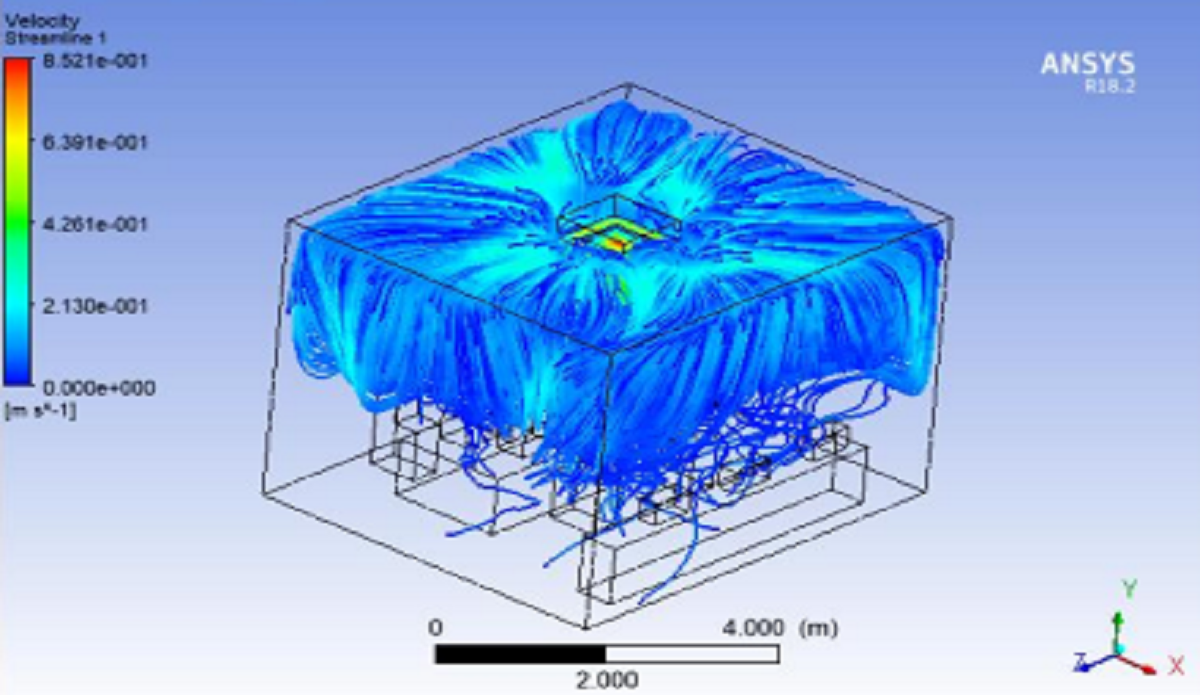 Velocity
Streamline 1
8.521e-001
6.391e-001
4.261e-001
2.130e-001
0.000e+000
[m s^-1]
ANSYS
R18.2
0
4.000 (m)
2.000
Y
Z
X